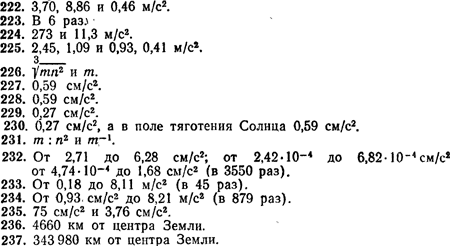 222. 3,70, 8,86 и 0,46 м/с².
223. В 6 раз.
224. 273 и 11,3 м/с².
225. 2,45, 1,09 и 0,93, 0,41 м/с².
226. ∛mn² и m.
227. 0,59 см/с².
228. 0,59 см/с².
229. 0,27 см/с².
230. 0,27 см/с², а в поле тяготения Солнца 0,59 см/с².
231. m : n² и m⁻¹.
232. От 2,71 до 6,28 см/с²; от 2,42·10⁻⁴ до 6,82·10⁻⁴ см/с²
от 4,74·10⁻⁴ до 1,68 см/с² (в 3550 раз).
233. От 0,18 до 8,11 м/с² (в 45 раз).
234. От 0,93 см/с² до 8,21 м/с² (в 879 раз).
235. 75 см/с² и 3,76 см/с².
236. 4660 км от центра Земли.
237. 343 980 км от центра Земли.